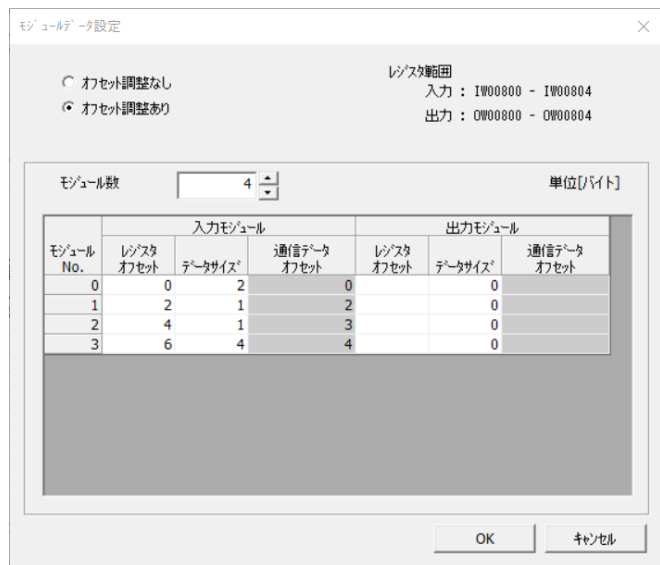 モジュールデータ設定
オフセット調整なし
オフセット調整あり
レジスタ範囲
入力 : IW00800 - IW00804
出力 : OW00800 - OW00804
モジュール数 4 単位[バイト]
入力モジュール 出力モジュール
モジュール No. レジスタ オフセット データサイズ 通信データ オフセット レジスタ オフセット データサイズ 通信データ オフセット
0 0 2 0 0
1 2 1 2 0
2 4 1 3 0
3 6 4 4 0
OK キャンセル